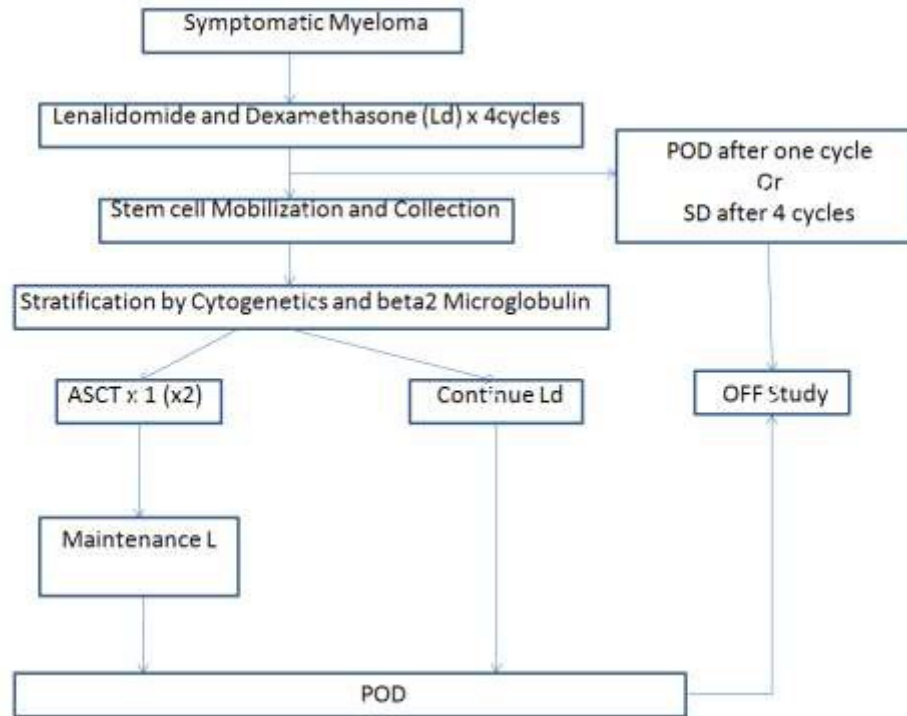 Symptomatic Myeloma
Lenalidomide and Dexamethasone (Ld) x 4cycles
POD after one cycle
Or
SD after 4 cycles
Stem cell Mobilization and Collection
Stratification by Cytogenetics and beta2 Microglobulin
ASCT x 1 (x2)
Continue Ld
OFF Study
Maintenance L
POD